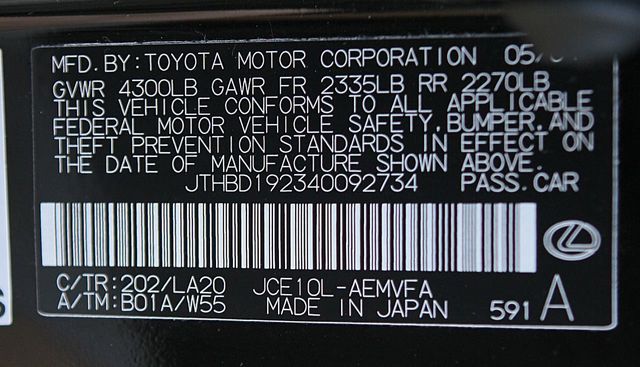 MFD. BY: TOYOTA MOTOR CORPORATION 05/
GVWR 4300LB GAWR FR 2335LB RR 2270LB
THIS VEHICLE CONFORMS TO ALL APPLICABLE
FEDERAL MOTOR VEHICLE SAFETY, BUMPER, AND
THEFT PREVENTION STANDARDS IN EFFECT ON
THE DATE OF MANUFACTURE SHOWN ABOVE.
JTHBD192340092734 PASS. CAR
C/TR: 202/LA20 JCE10L-AEMVFA
A/TM: B01A/W55 MADE IN JAPAN 591 A